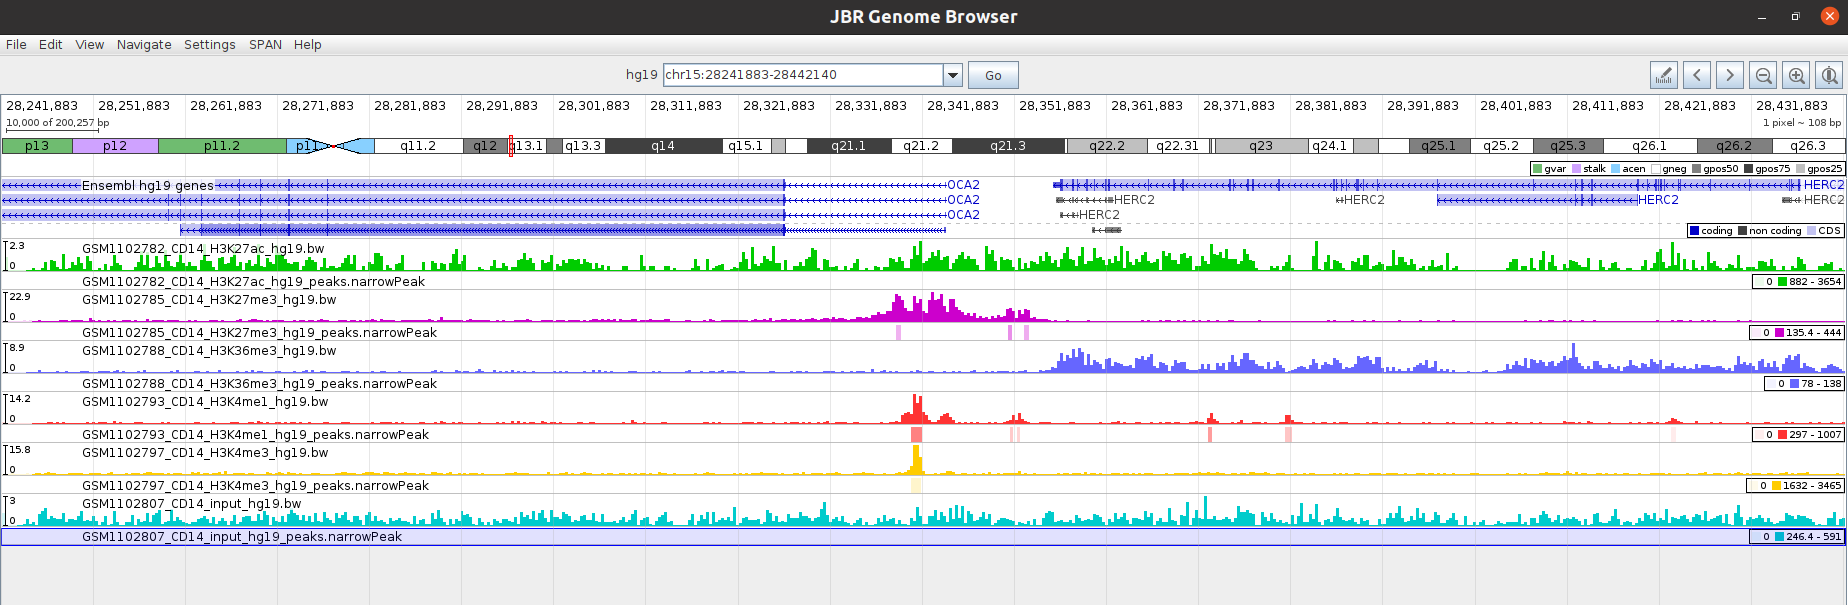 JBR Genome Browser
File Edit View Navigate Settings SPAN Help
hg19 chr15:28241883-28442140 Go
28,241,883 28,251,883 28,261,883 28,271,883 28,281,883 28,291,883 28,301,883 28,311,883 28,321,883 28,331,883 28,341,883 28,351,883 28,361,883 28,371,883 28,381,883 28,391,883 28,401,883 28,411,883 28,421,883 28,431,883
10,000 of 200,257 bp 1 pixel ~ 108 bp
p13 p12 p11.2 p11 q11.2 q12 q13.1 q13.3 q14 q15.1 q21.1 q21.2 q21.3 q22.2 q22.31 q23 q24.1 q25.1 q25.2 q25.3 q26.1 q26.2 q26.3
gvar stalk acen gneg gpos50 gpos75 gpos25
Ensembl hg19 genes OCA2 HERC2
OCA2 HERC2 HERC2 HERC2 HERC2
OCA2 HERC2
coding non coding CDS
2.3 GSM1102782_CD14_H3K27ac_hg19.bw
0
GSM1102782_CD14_H3K27ac_hg19_peaks.narrowPeak 0 882 - 3654
22.9 GSM1102785_CD14_H3K27me3_hg19.bw
0
GSM1102785_CD14_H3K27me3_hg19_peaks.narrowPeak 0 135.4 - 444
8.9 GSM1102788_CD14_H3K36me3_hg19.bw
0
GSM1102788_CD14_H3K36me3_hg19_peaks.narrowPeak 0 78 - 138
14.2 GSM1102793_CD14_H3K4me1_hg19.bw
0
GSM1102793_CD14_H3K4me1_hg19_peaks.narrowPeak 0 297 - 1007
15.8 GSM1102797_CD14_H3K4me3_hg19.bw
0
GSM1102797_CD14_H3K4me3_hg19_peaks.narrowPeak 0 1632 - 3465
3 GSM1102807_CD14_input_hg19.bw
0
GSM1102807_CD14_input_hg19_peaks.narrowPeak 0 246.4 - 591